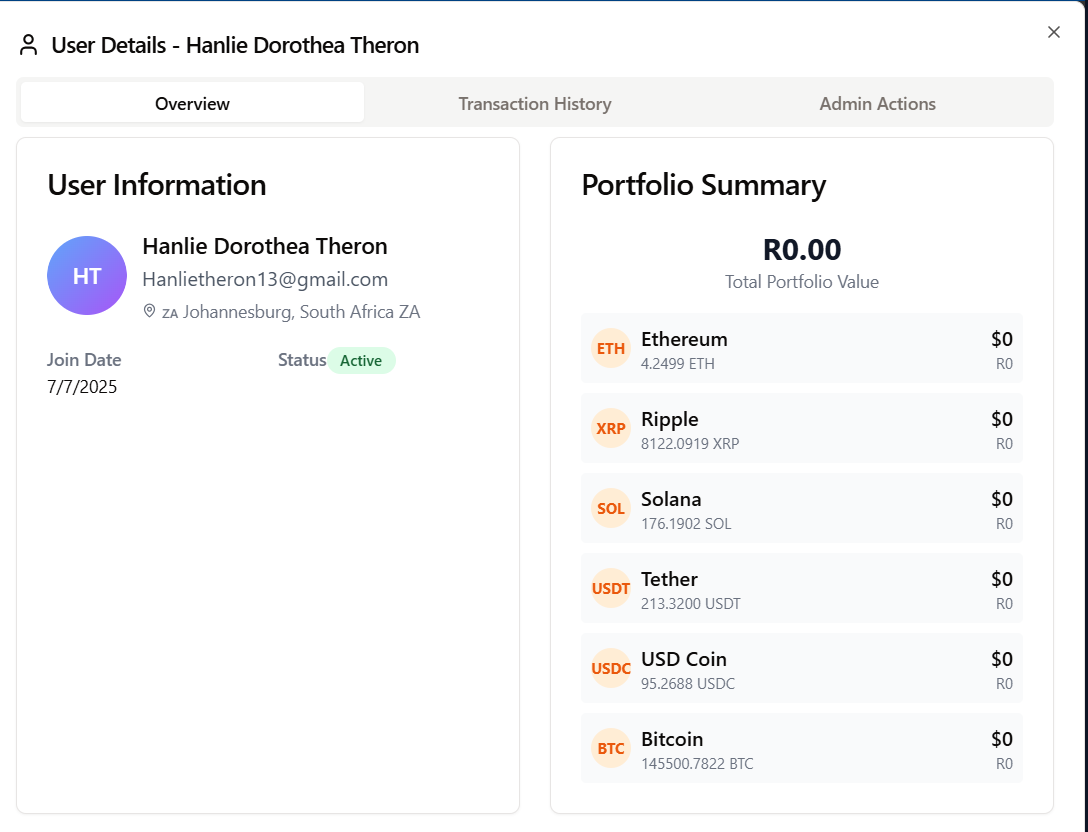 User Details - Hanlie Dorothea Theron
Overview
Transaction History
Admin Actions
User Information
HT
Hanlie Dorothea Theron
Hanlietheron13@gmail.com
ZA Johannesburg, South Africa ZA
Join Date
7/7/2025
Status
Active
Portfolio Summary
R0.00
Total Portfolio Value
ETH
Ethereum
4.2499 ETH
$0
R0
XRP
Ripple
8122.0919 XRP
$0
R0
SOL
Solana
176.1902 SOL
$0
R0
USDT
Tether
213.3200 USDT
$0
R0
USDC
USD Coin
95.2688 USDC
$0
R0
BTC
Bitcoin
145500.7822 BTC
$0
R0